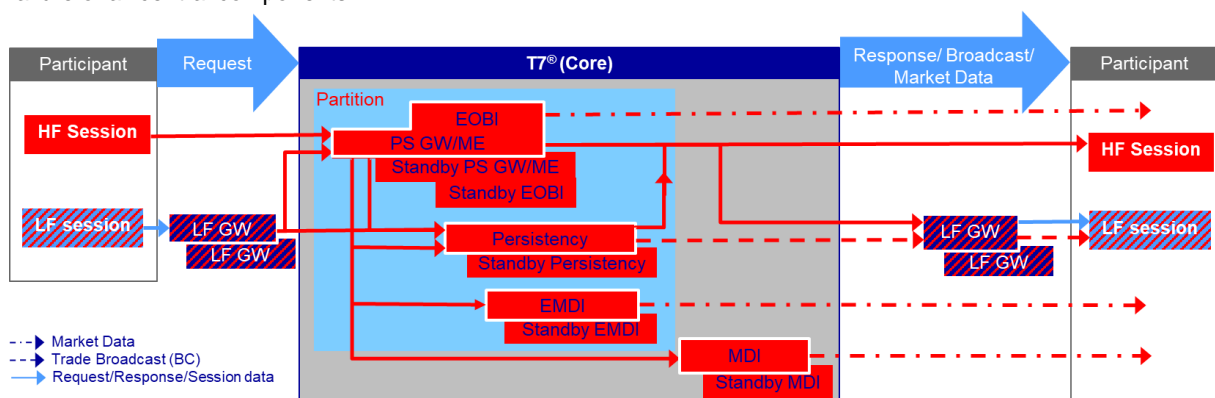 Participant
Request
T7® (Core)
Response/ Broadcast/
Market Data
Participant
Partition
EOBI
HF Session
PS GW/ME
HF Session
Standby PS GW/ME
Standby EOBI
LF session
LF GW
LF GW
Persistency
Standby Persistency
LF GW
LF GW
LF session
EMDI
Standby EMDI
MDI
Standby MDI
Market Data
Trade Broadcast (BC)
Request/Response/Session data